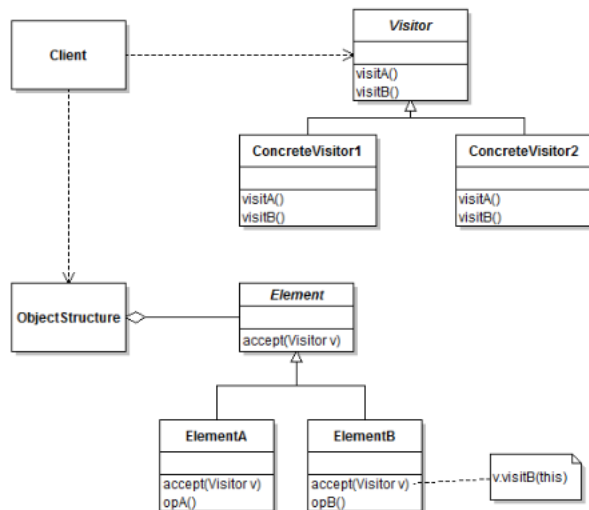 Visitor
Client
visitA()
visitB()
ConcreteVisitor1
ConcreteVisitor2
visitA()
visitB()
visitA()
visitB()
Element
ObjectStructure
accept(Visitor v)
ElementA
ElementB
accept(Visitor v)
opA()
accept(Visitor v)
opB()
v.visitB(this)